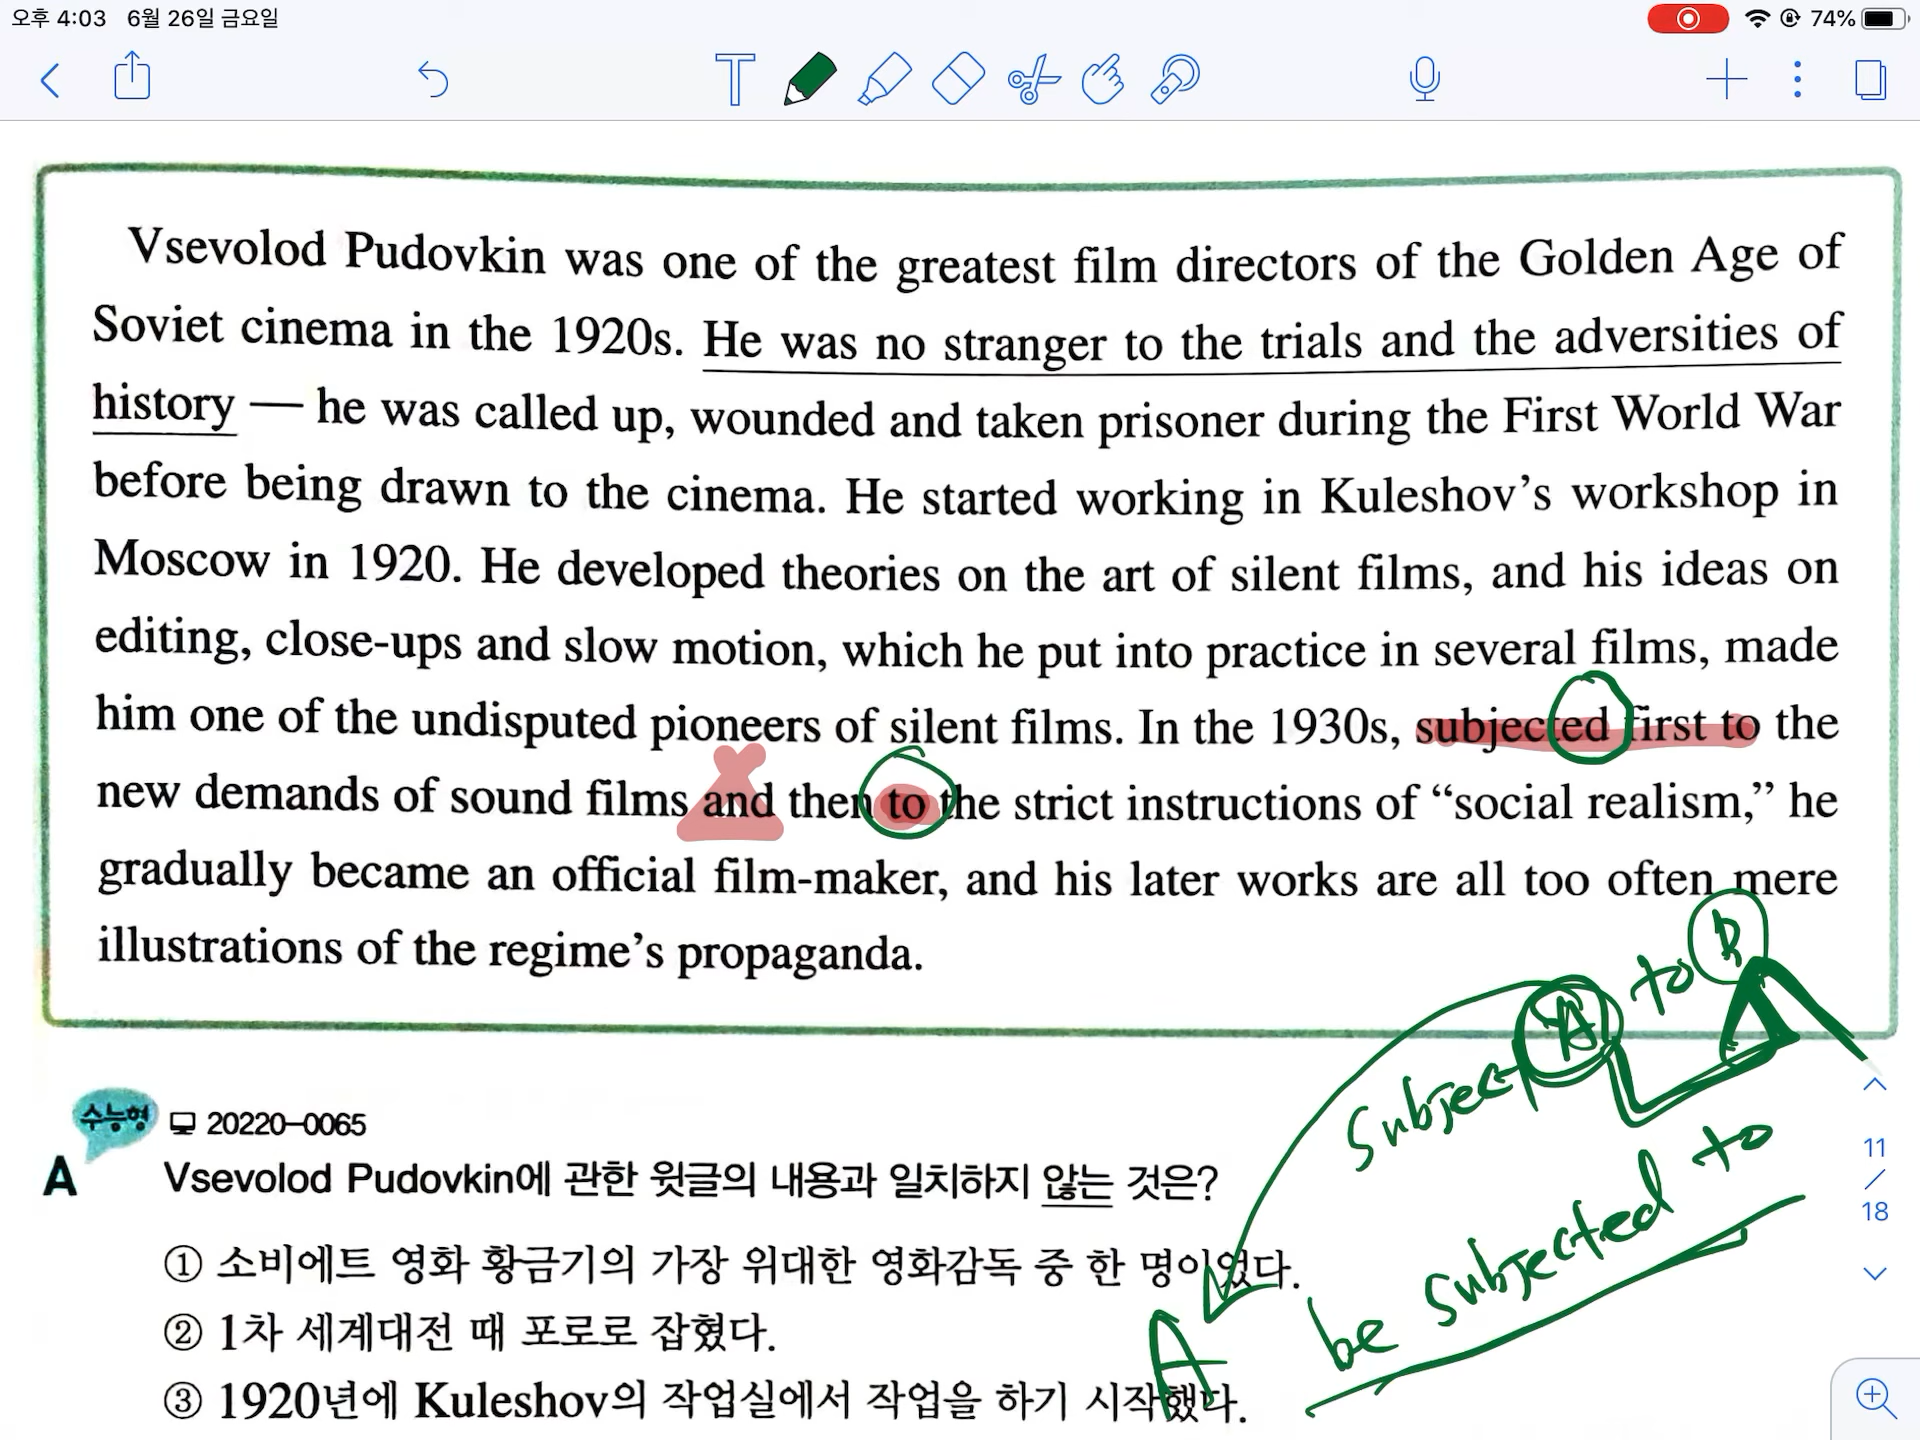 오후 4:03 6월 26일 금요일
74%
Vsevolod Pudovkin was one of the greatest film directors of the Golden Age of
Soviet cinema in the 1920s. He was no stranger to the trials and the adversities of
history — he was called up, wounded and taken prisoner during the First World War
before being drawn to the cinema. He started working in Kuleshov's workshop in
Moscow in 1920. He developed theories on the art of silent films, and his ideas on
editing, close-ups and slow motion, which he put into practice in several films, made
him one of the undisputed pioneers of silent films. In the 1930s, subjected first to the
new demands of sound films and then to the strict instructions of “social realism,” he
gradually became an official film-maker, and his later works are all too often mere
illustrations of the regime's propaganda.
Subject A to B
be subjected to
A
11
/
18
수능형 20220-0065
A Vsevolod Pudovkin에 관한 윗글의 내용과 일치하지 않는 것은?
① 소비에트 영화 황금기의 가장 위대한 영화감독 중 한 명이었다.
② 1차 세계대전 때 포로로 잡혔다.
③ 1920년에 Kuleshov의 작업실에서 작업을 하기 시작했다.